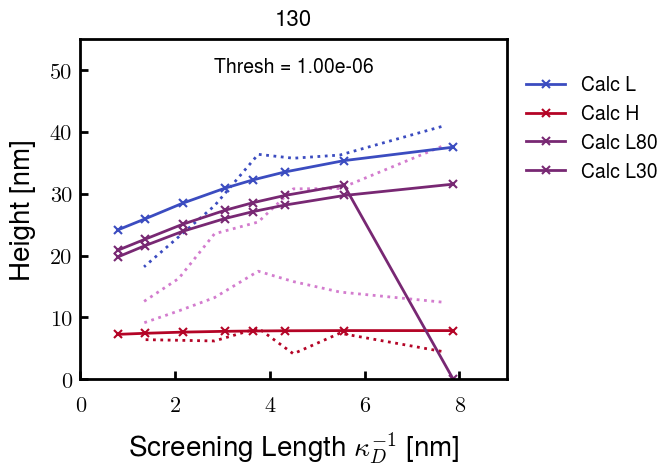 130
Thresh = 1.00e-06
Calc L
Calc H
Calc L80
Calc L30
Height [nm]
50
40
30
20
10
0
0 2 4 6 8
Screening Length κ_D^{-1} [nm]